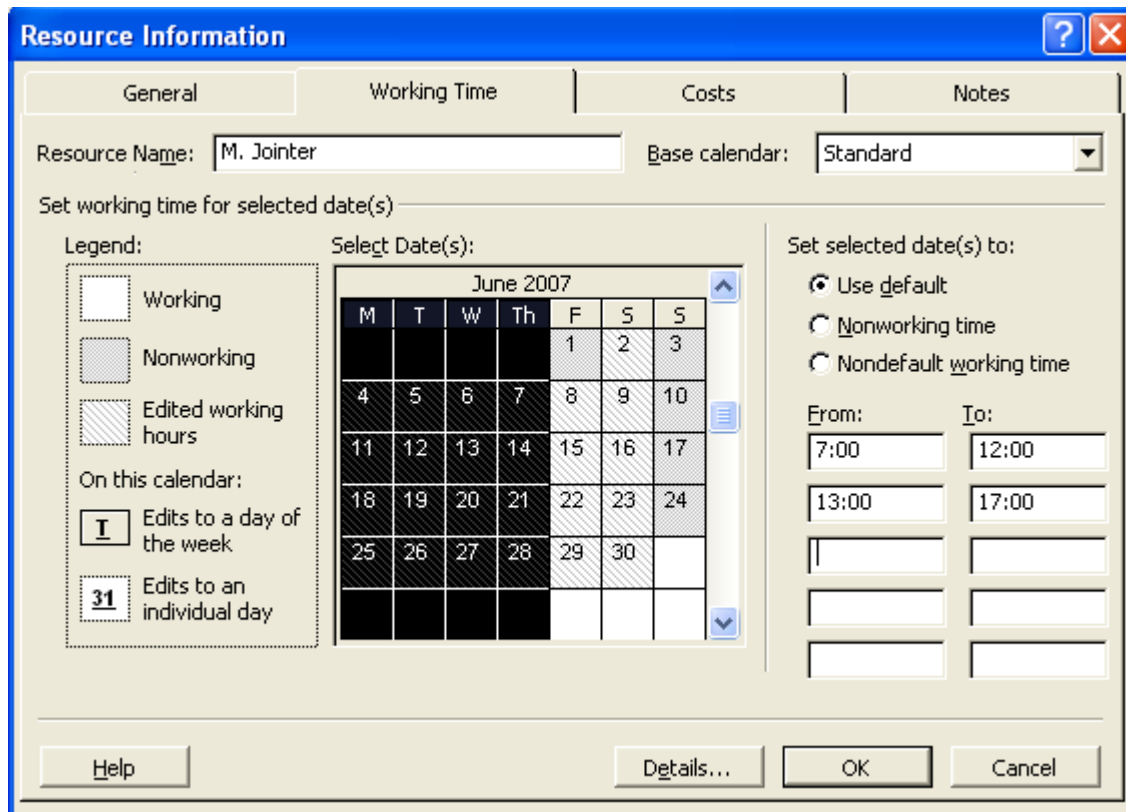 Resource Information
General
Working Time
Costs
Notes
Resource Name:
M. Jointer
Base calendar:
Standard
Set working time for selected date(s)
Legend:
Working
Nonworking
Edited working
hours
On this calendar:
T
Edits to a day of
the week
31
Edits to an
individual day
Select Date(s):
June 2007
M T W Th F S S
1 2 3
4 5 6 7 8 9 10
11 12 13 14 15 16 17
18 19 20 21 22 23 24
25 26 27 28 29 30
Set selected date(s) to:
Use default
Nonworking time
Nondefault working time
From: To:
7:00 12:00
13:00 17:00
Help
Details...
OK
Cancel